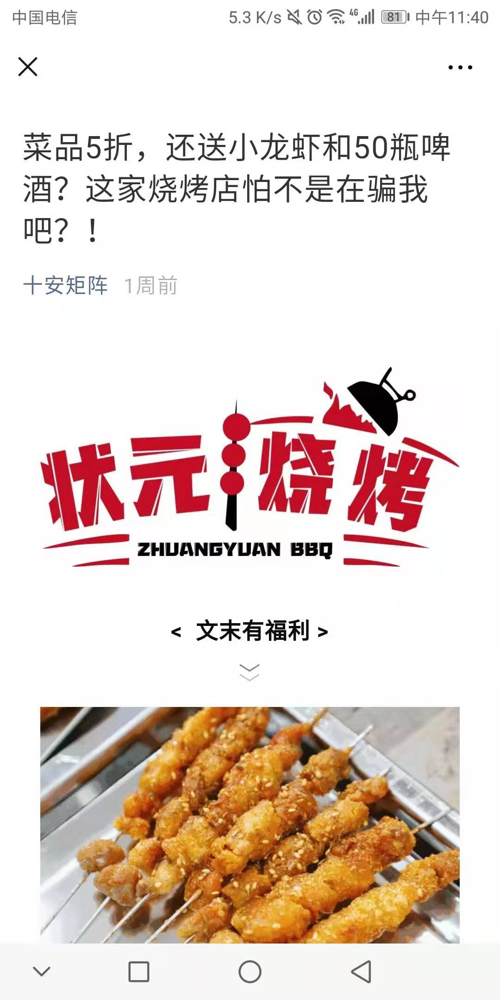 中国电信 5.3 K/s 4G 81 中午11:40
菜品5折，还送小龙虾和50瓶啤
酒？这家烧烤店怕不是在骗我
吧？！
十安矩阵 1周前
状元烧烤
ZHUANGYUAN BBQ
< 文末有福利 >